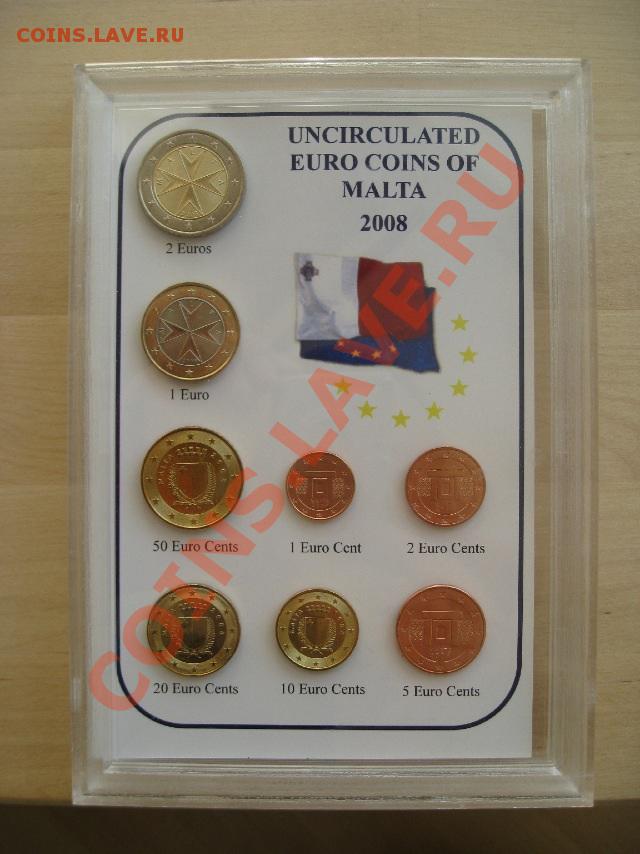 COINS.LAVE.RU
UNCIRCULATED
EURO COINS OF
MALTA
2008
2 Euros
1 Euro
50 Euro Cents
1 Euro Cent
2 Euro Cents
20 Euro Cents
10 Euro Cents
5 Euro Cents
COINS.LAVE.РУ